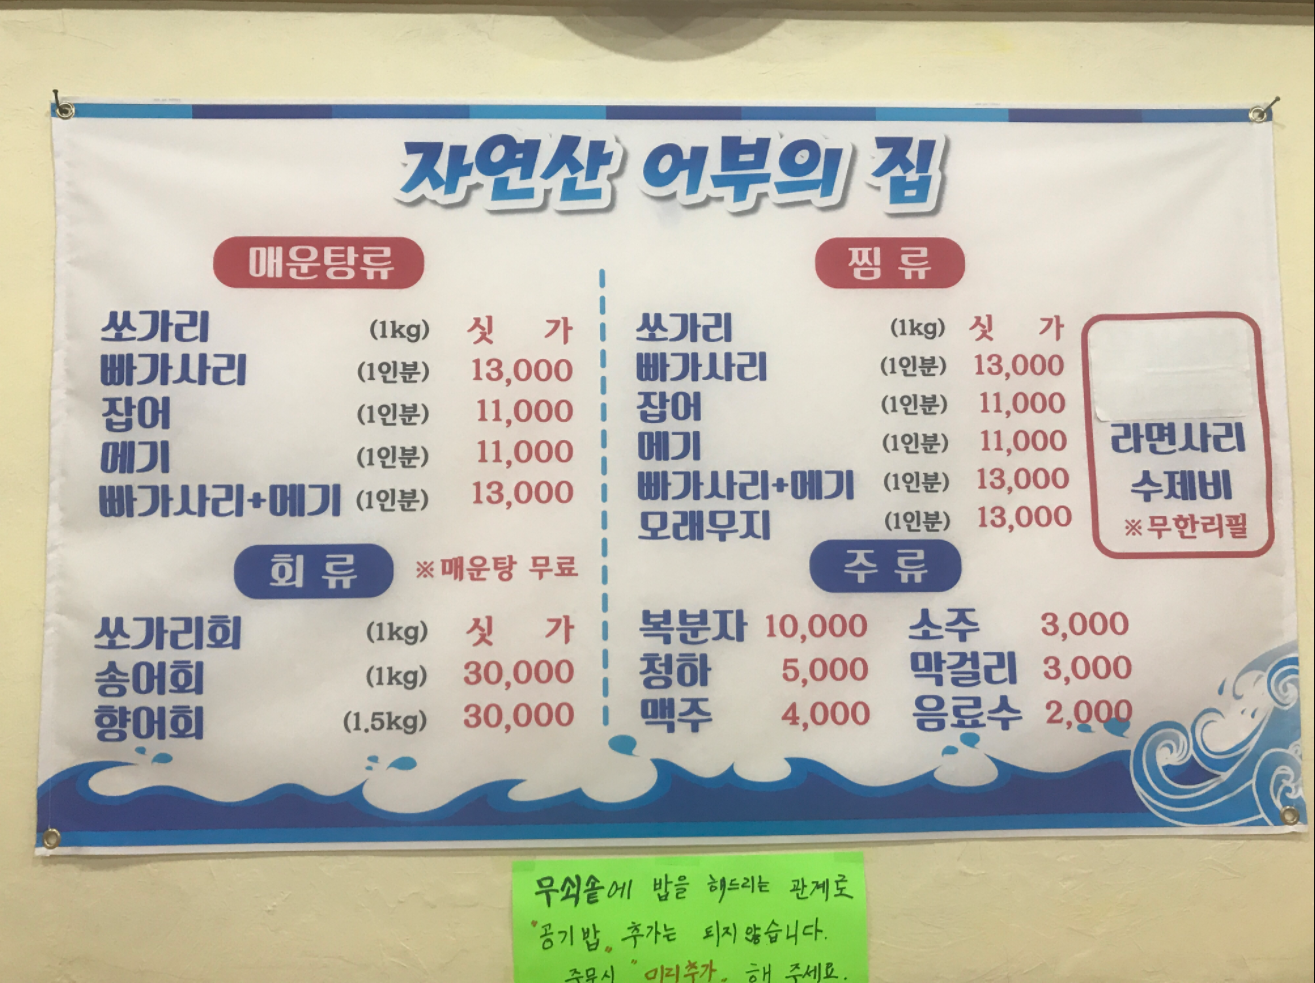 자연산 어부의 집
매운탕류
쏘가리 (1kg) 싯 가
빠가사리 (1인분) 13,000
잡어 (1인분) 11,000
메기 (1인분) 11,000
빠가사리+메기 (1인분) 13,000
회 류 ※매운탕 무료
쏘가리회 (1kg) 싯 가
송어회 (1kg) 30,000
향어회 (1.5kg) 30,000
찜 류
쏘가리 (1kg) 싯 가
빠가사리 (1인분) 13,000
잡어 (1인분) 11,000
메기 (1인분) 11,000
빠가사리+메기 (1인분) 13,000
모래무지 (1인분) 13,000
라면사리
수제비
※무한리필
주 류
복분자 10,000 소주 3,000
청하 5,000 막걸리 3,000
맥주 4,000 음료수 2,000
무쇠솥에 밥을 해드리는 관계로
"공기밥" 추가는 되지 않습니다.
주문시 "미리추가" 해 주세요.